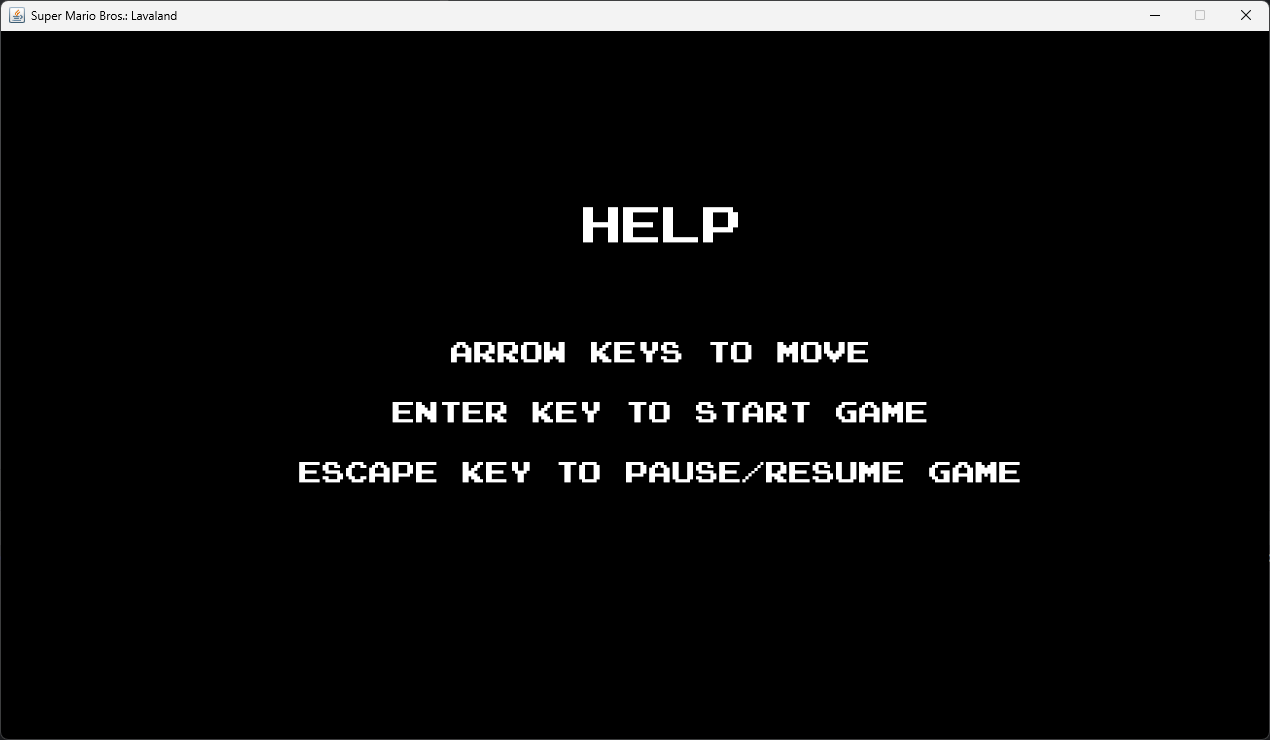 Super Mario Bros.: Lavaland
HELP
ARROW KEYS TO MOVE
ENTER KEY TO START GAME
ESCAPE KEY TO PAUSE/RESUME GAME